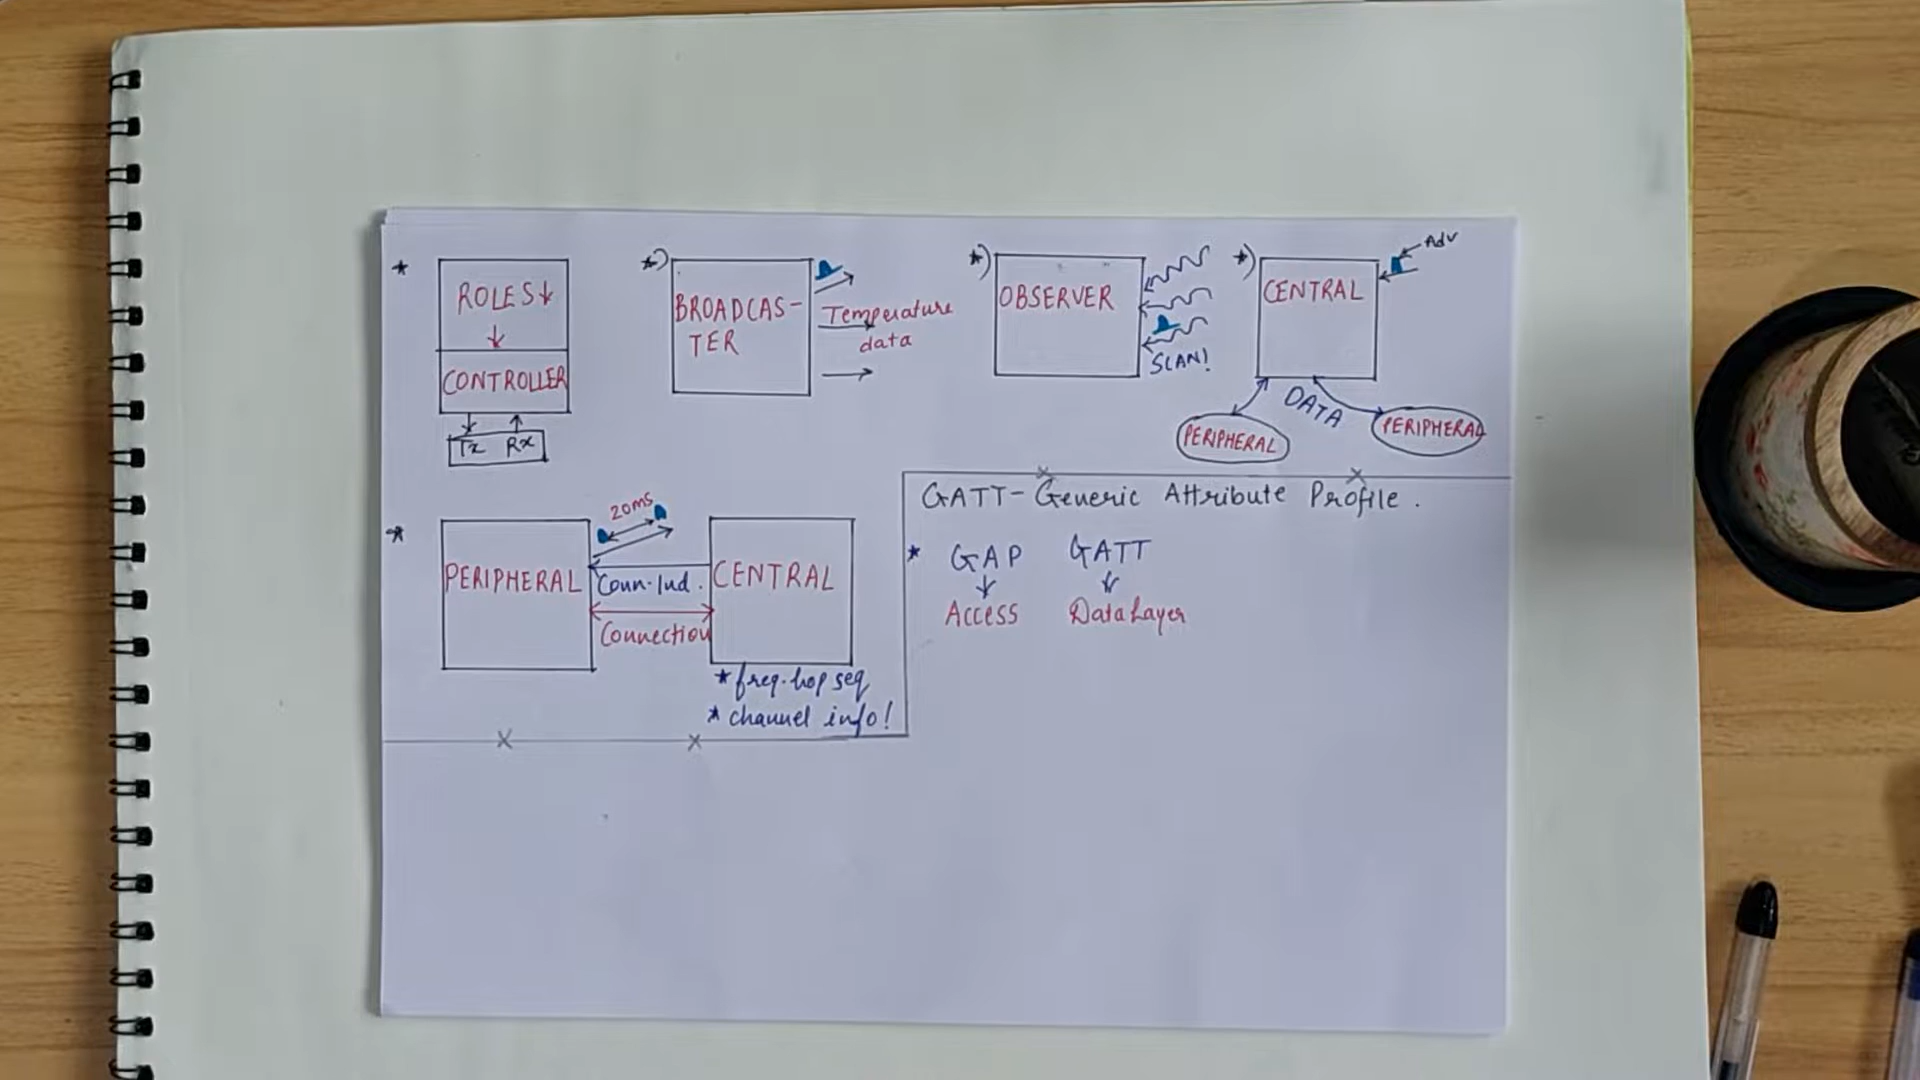 ROLES↓
↓
CONTROLLER
Tx Rx
BROADCAS-
TER
Temperature
data
OBSERVER
SCAN!
CENTRAL
Adv
DATA
PERIPHERAL
PERIPHERAL
20ms
PERIPHERAL
Conn-Ind.
Connection
CENTRAL
* freq-hop seq
* channel info!
GATT-Generic Attribute Profile.
* GAP GATT
↓ ↓
Access Data Layer